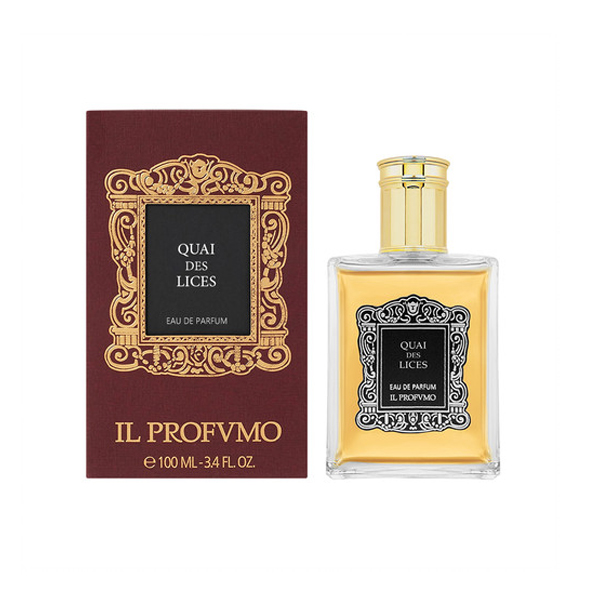 QUAI
DES
LICES
EAU DE PARFUM
IL PROFVMO
℮ 100 ML - 3.4 FL. OZ.
QUAI
DES
LICES
EAU DE PARFUM
IL PROFVMO